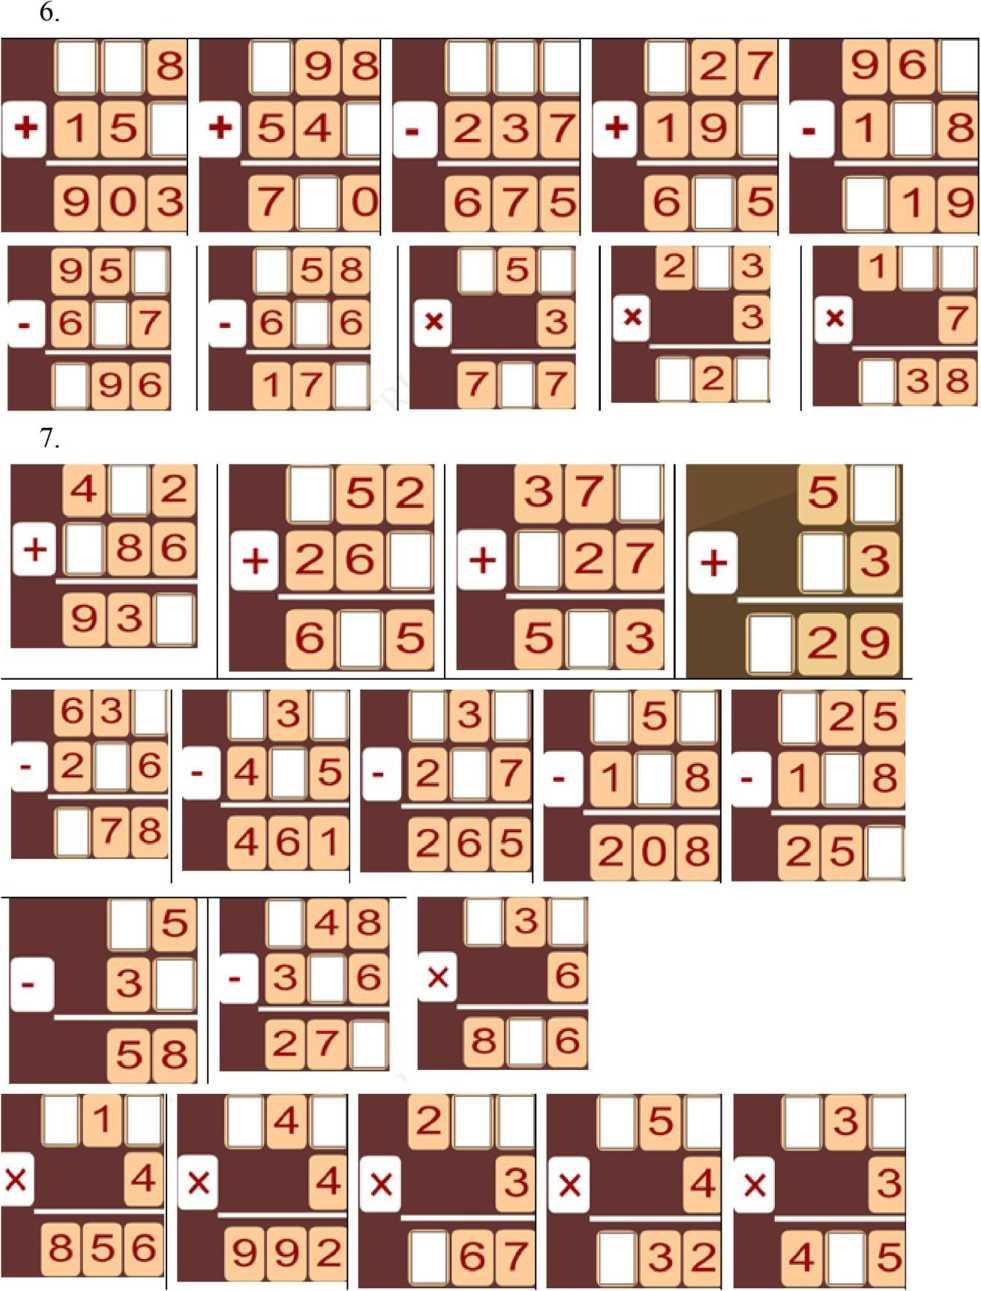 6.
8 98 27 96
+ 15 + 54 - 237 + 19 - 1 8
903 7 0 675 6 5 19
95 58 5 2 3 1
- 6 7 - 6 6 × 3 × 3 × 7
96 17 7 7 2 38
7.
4 2 52 37 5
+ 86 + 26 + 27 + 3
93 6 5 5 3 29
63 3 3 5 25
- 2 6 - 4 5 - 2 7 - 1 8 - 1 8
78 461 265 208 25
5 48 3
- 3 - 3 6 × 6
58 27 8 6
1 4 2 5 3
× 4 × 4 × 3 × 4 × 3
856 992 67 32 4 5